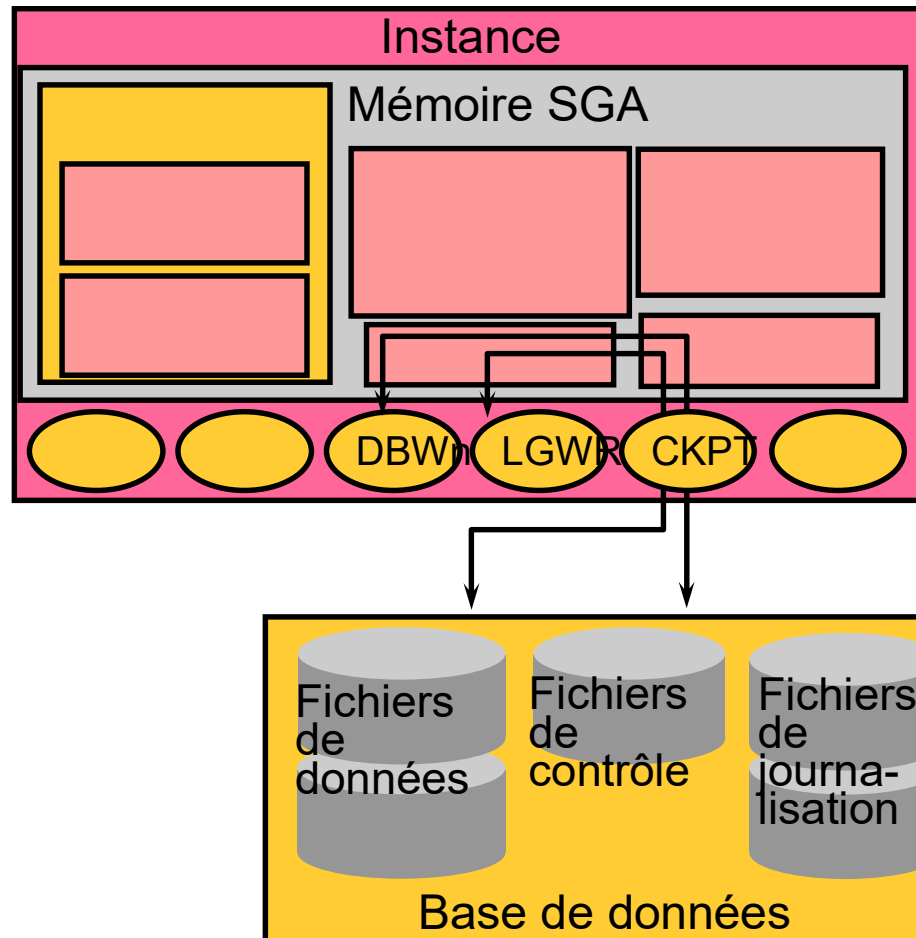 Instance
Mémoire SGA
DBWn
LGWR
CKPT
Fichiers
de
données
Fichiers
de
contrôle
Fichiers
de
journa-
lisation
Base de données